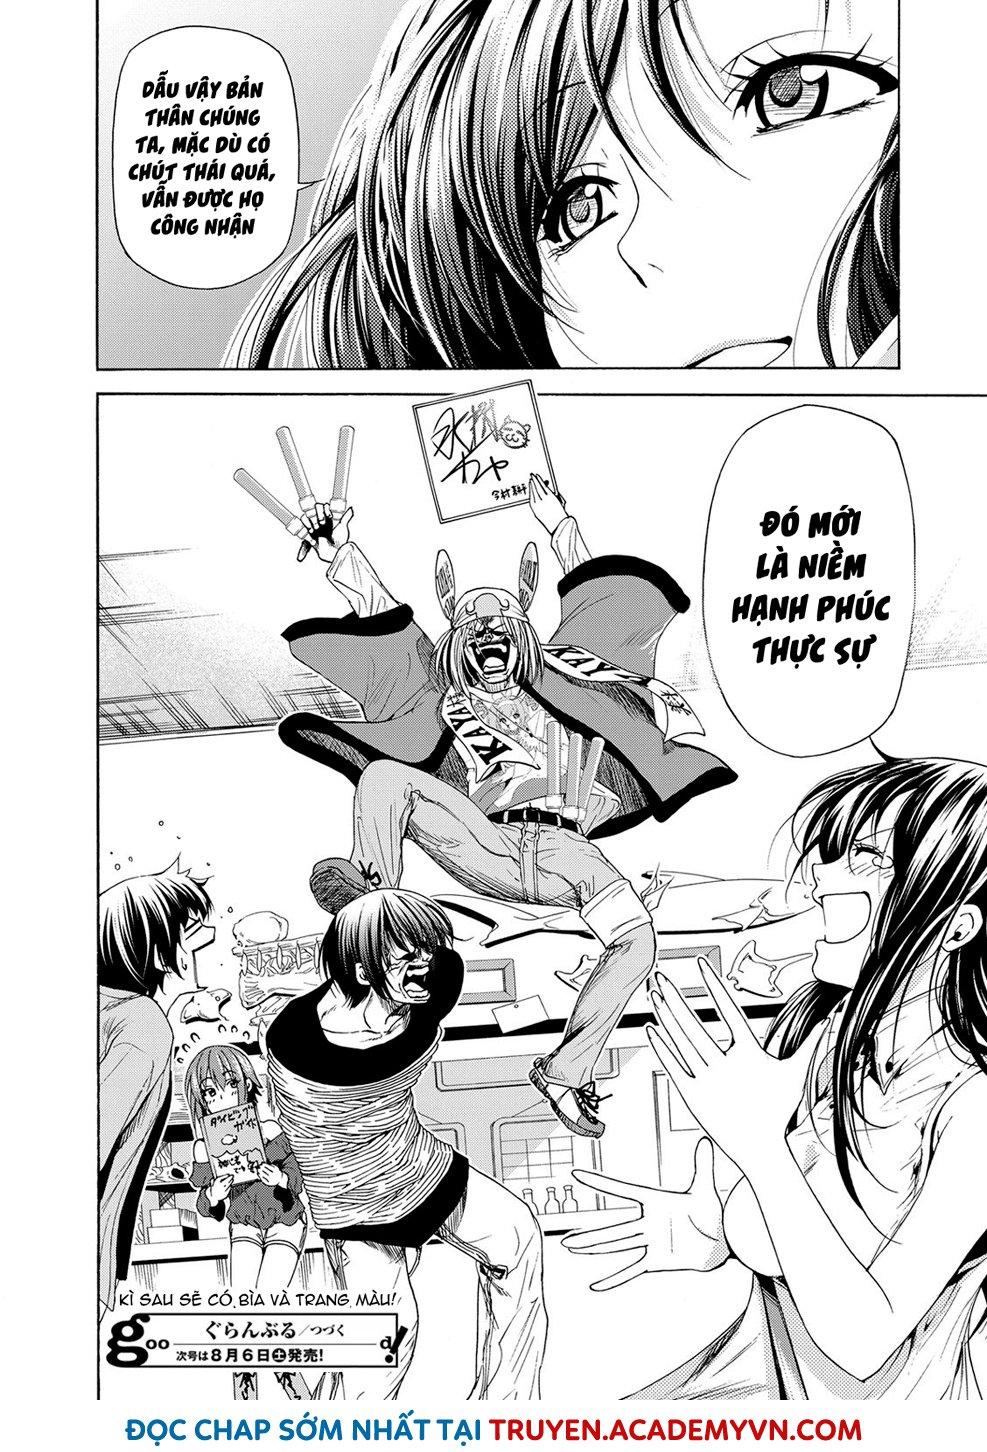 DẪU VẬY BẢN
THÂN CHÚNG
TA, MẶC DÙ CÓ
CHÚT THÁI QUÁ,
VẪN ĐƯỢC HỌ
CÔNG NHẬN
ĐÓ MỚI
LÀ NIỀM
HẠNH PHÚC
THỰC SỰ
KAYA
KAYA
KÌ SAU SẼ CÓ BÌA VÀ TRANG MÀU!
good!
ぐらんぶる／つづく
次号は8月6日㊏発売!
ĐỌC CHAP SỚM NHẤT TẠI TRUYEN.ACADEMYVN.COM